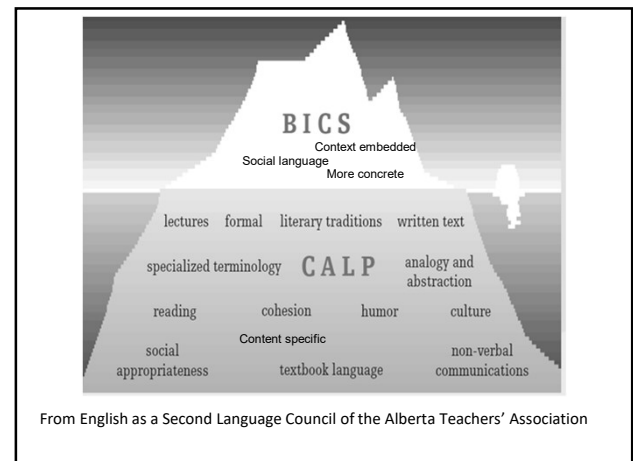 BICS
Context embedded
Social language
More concrete
lectures formal literary traditions written text
specialized terminology CALP analogy and
abstraction
reading cohesion humor culture
Content specific
social non-verbal
appropriateness textbook language communications
From English as a Second Language Council of the Alberta Teachers’ Association